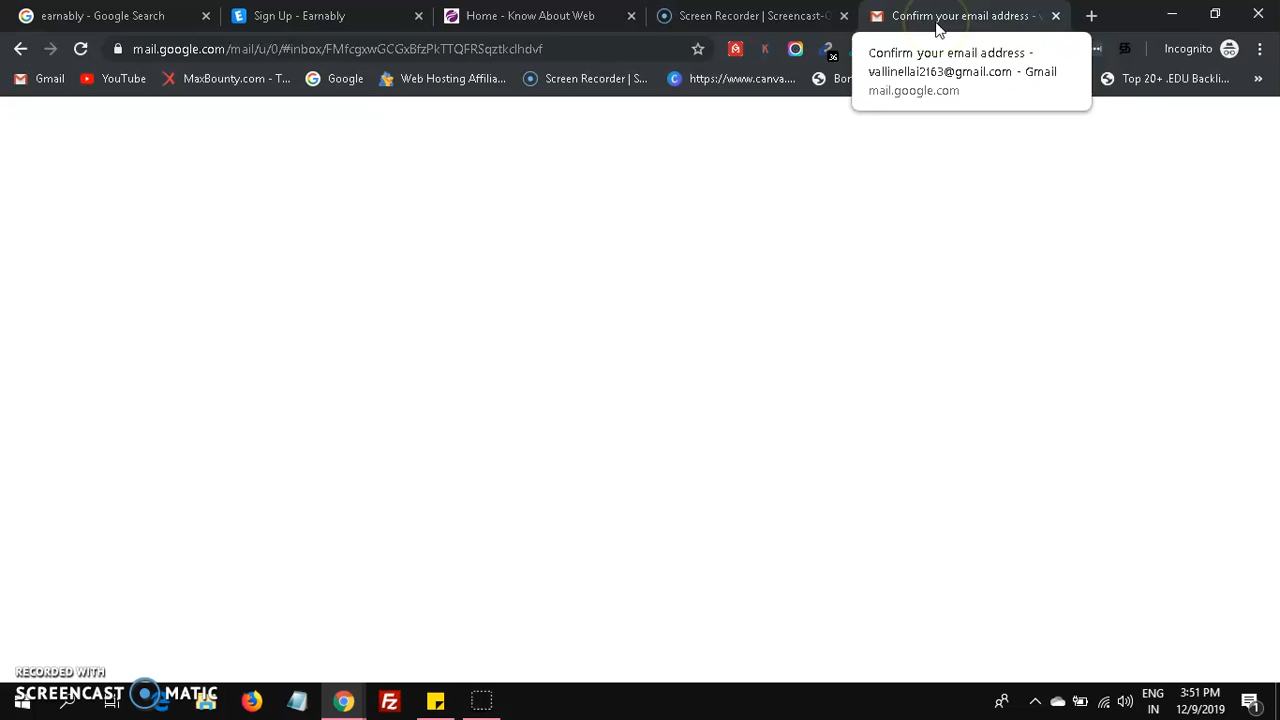 earnably - Google Search
Sign Up - Earnably
Home - Know About Web
Screen Recorder | Screencast-O
Confirm your email address -
mail.google.com/mail/u/0/#inbox/FMfcgxwGCGxBfzPkTTQFRSqztkclhdvf
36
Incognito
Confirm your email address -
vallinellai2163@gmail.com - Gmail
mail.google.com
Gmail
YouTube
MaxBounty.com - T...
Google
Web Hosting Affilia...
Screen Recorder | S...
https://www.canva....
Bon
Top 20+ .EDU Backli...
RECORDED WITH
SCREENCAST MATIC
ENG
IN
3:51 PM
12/9/2019
1